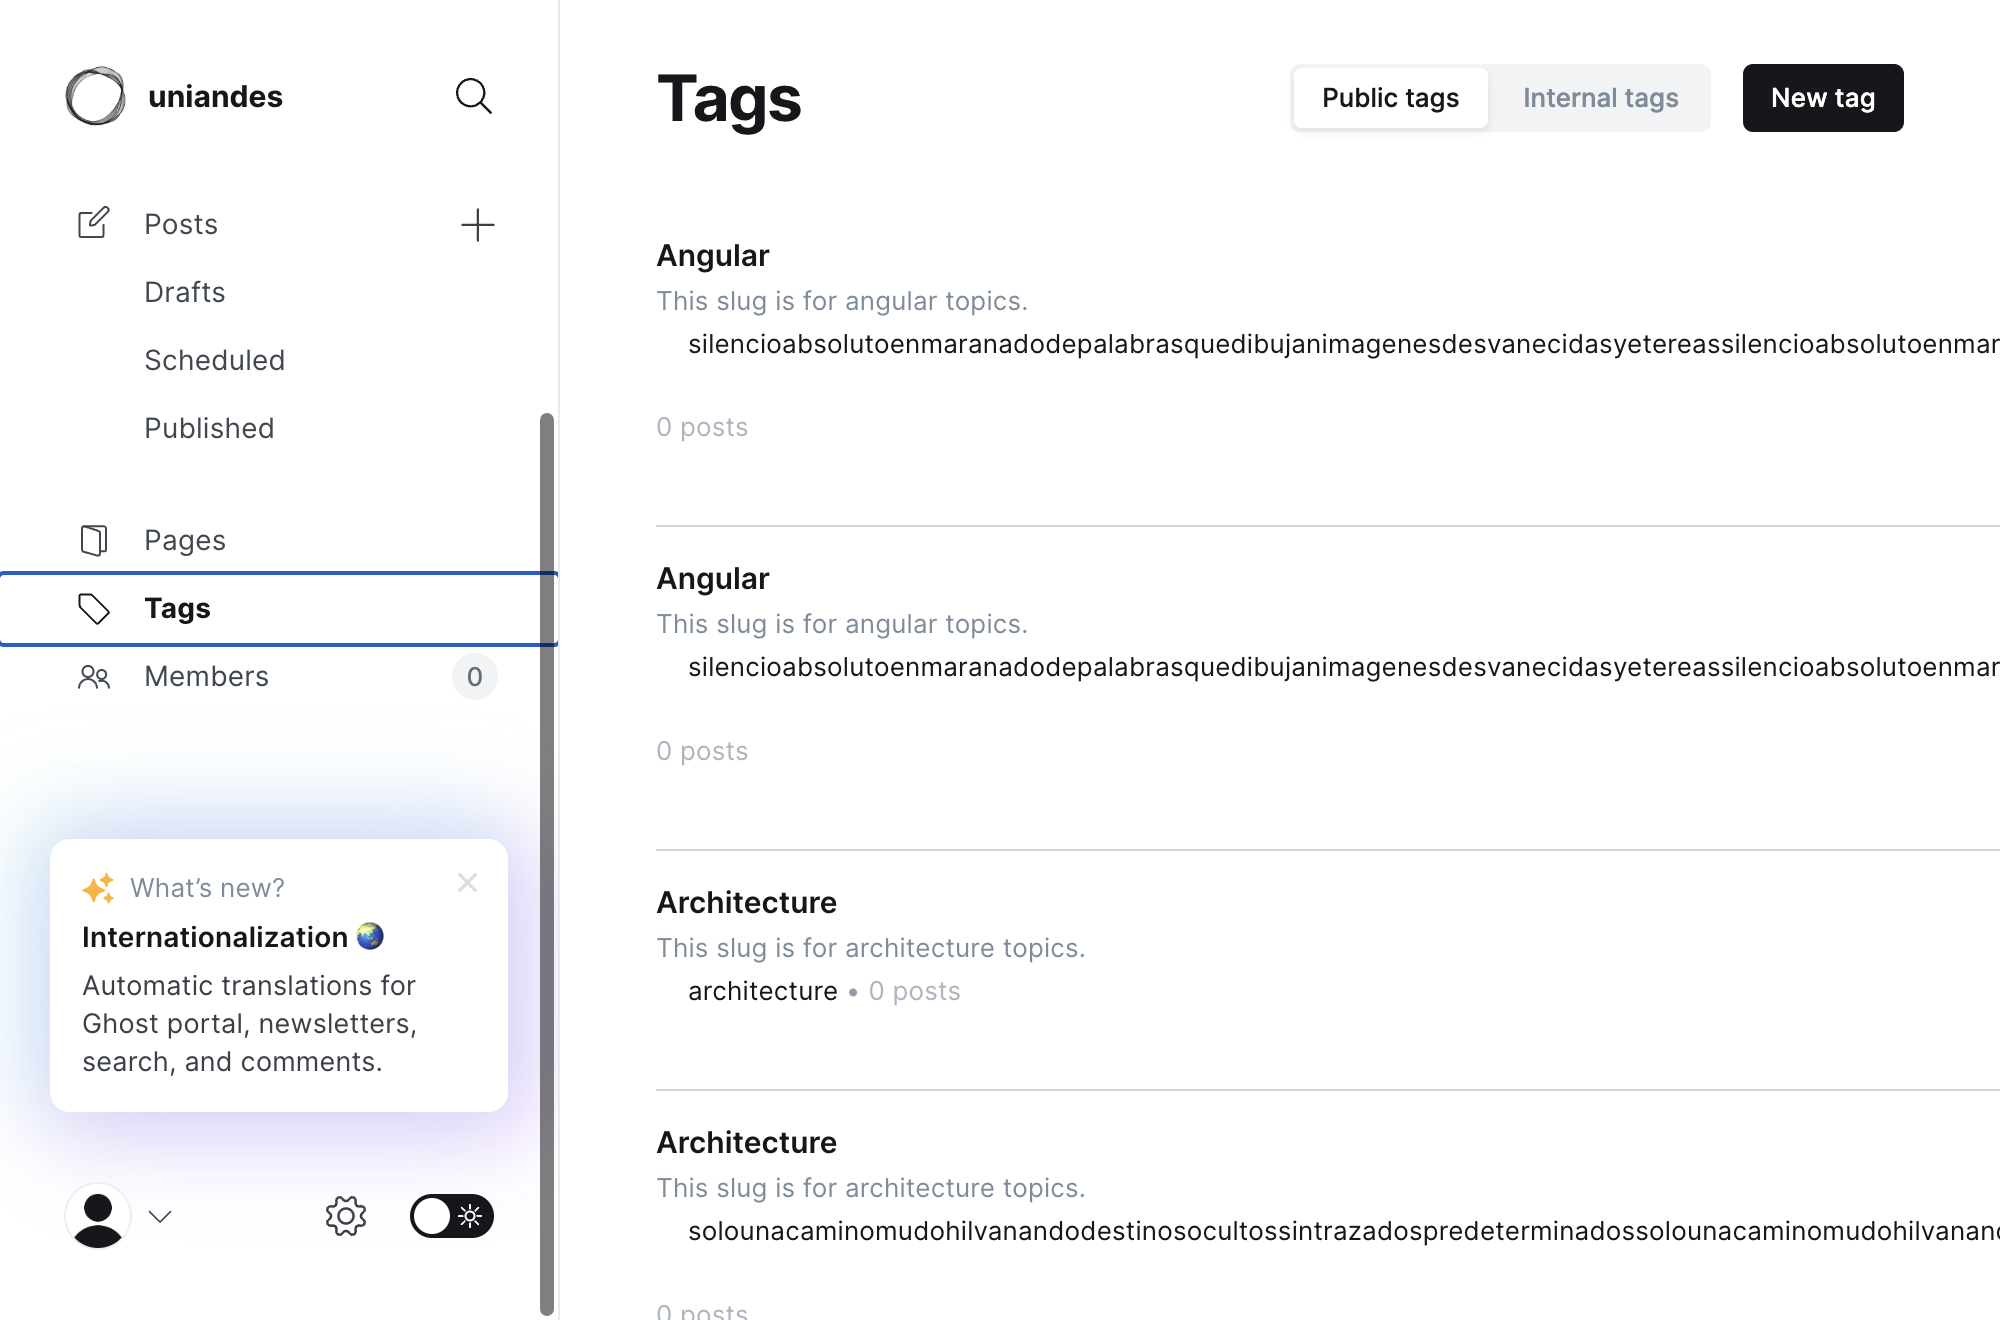 uniandes
Posts
Drafts
Scheduled
Published
Pages
Tags
Members
0
What’s new?
Internationalization
Automatic translations for
Ghost portal, newsletters,
search, and comments.
Tags
Public tags
Internal tags
New tag
Angular
This slug is for angular topics.
silencioabsolutoenmaranadodepalabrasquedibujanimagenesdesvanecidasyetereassilencioabsolutoenmar
0 posts
Angular
This slug is for angular topics.
silencioabsolutoenmaranadodepalabrasquedibujanimagenesdesvanecidasyetereassilencioabsolutoenmar
0 posts
Architecture
This slug is for architecture topics.
architecture • 0 posts
Architecture
This slug is for architecture topics.
solounacaminomudohilvanandodestinosocultossintrazadospredeterminadossolounacaminomudohilvanan
0 posts